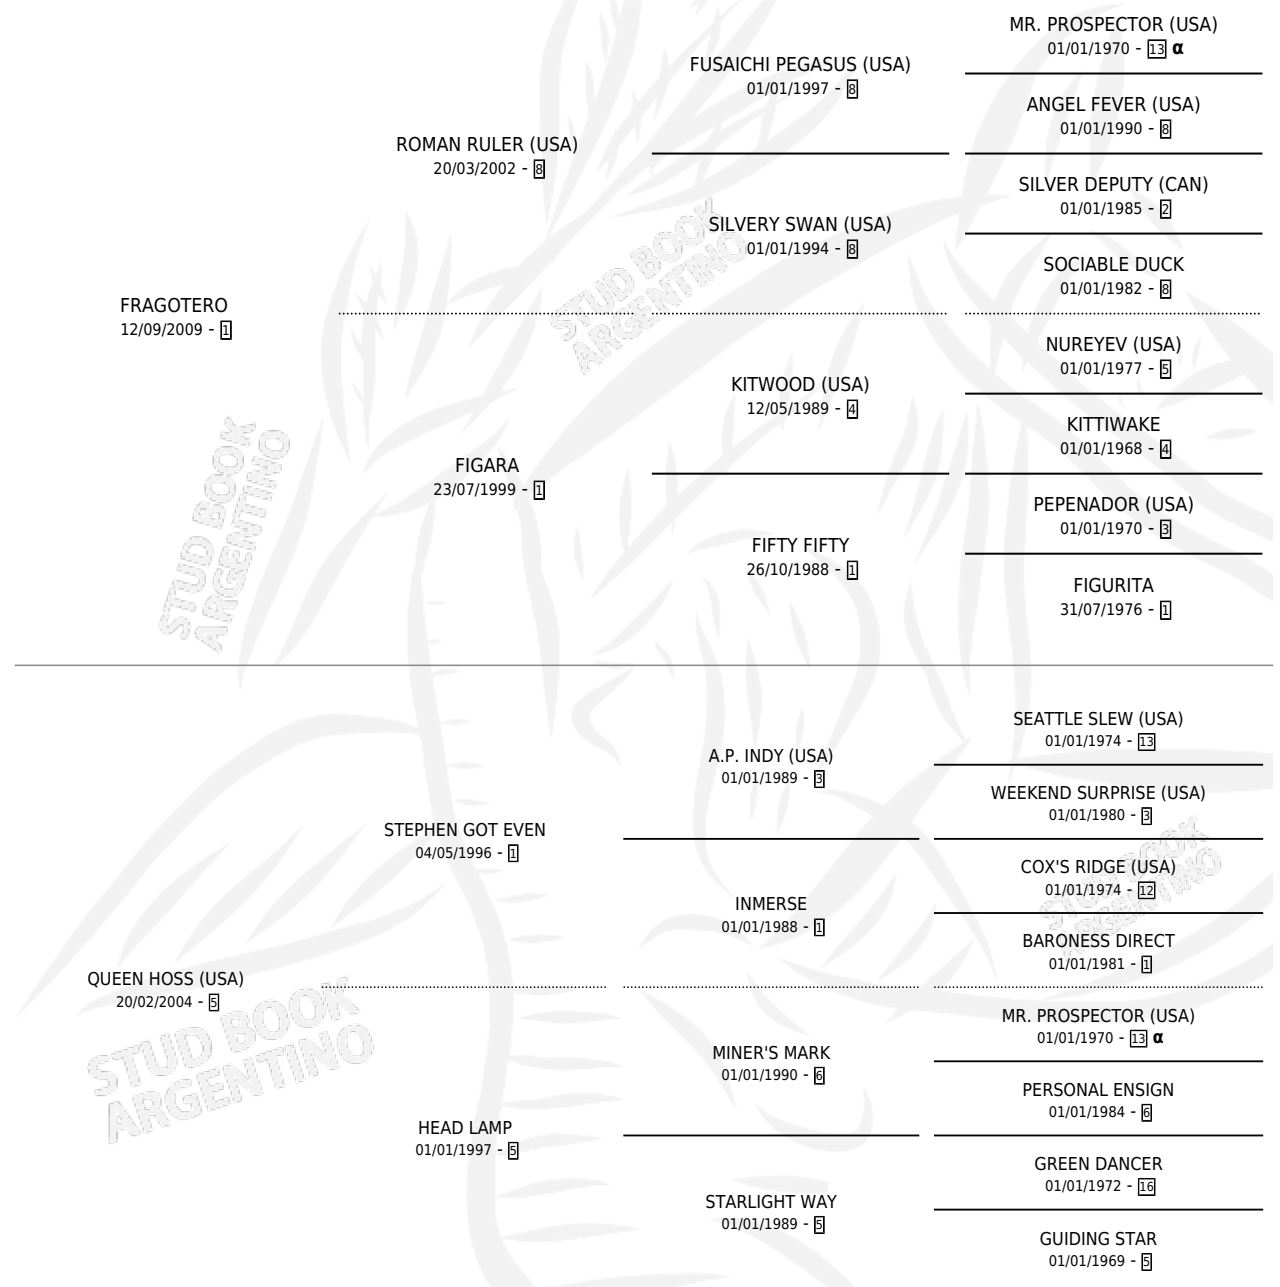 MR. PROSPECTOR (USA)
01/01/1970 - 13 α
FUSAICHI PEGASUS (USA)
01/01/1997 - 8
ANGEL FEVER (USA)
01/01/1990 - 8
ROMAN RULER (USA)
20/03/2002 - 8
SILVER DEPUTY (CAN)
01/01/1985 - 2
SILVERY SWAN (USA)
01/01/1994 - 8
SOCIABLE DUCK
01/01/1982 - 8
STUD BOOK
ARGENTINO
FRAGOTERO
12/09/2009 - 1
NUREYEV (USA)
01/01/1977 - 5
KITWOOD (USA)
12/05/1989 - 4
KITTIWAKE
01/01/1968 - 4
FIGARA
23/07/1999 - 1
PEPENADOR (USA)
01/01/1970 - 3
FIFTY FIFTY
26/10/1988 - 1
FIGURITA
31/07/1976 - 1
STUD BOOK
ARGENTINO
SEATTLE SLEW (USA)
01/01/1974 - 13
A.P. INDY (USA)
01/01/1989 - 3
WEEKEND SURPRISE (USA)
01/01/1980 - 3
STEPHEN GOT EVEN
04/05/1996 - 1
COX'S RIDGE (USA)
01/01/1974 - 12
INMERSE
01/01/1988 - 1
BARONESS DIRECT
01/01/1981 - 1
STUD BOOK
ARGENTINO
QUEEN HOSS (USA)
20/02/2004 - 5
STUD BOOK
ARGENTINO
MR. PROSPECTOR (USA)
01/01/1970 - 13 α
MINER'S MARK
01/01/1990 - 6
PERSONAL ENSIGN
01/01/1984 - 6
HEAD LAMP
01/01/1997 - 5
GREEN DANCER
01/01/1972 - 16
STARLIGHT WAY
01/01/1989 - 5
GUIDING STAR
01/01/1969 - 5